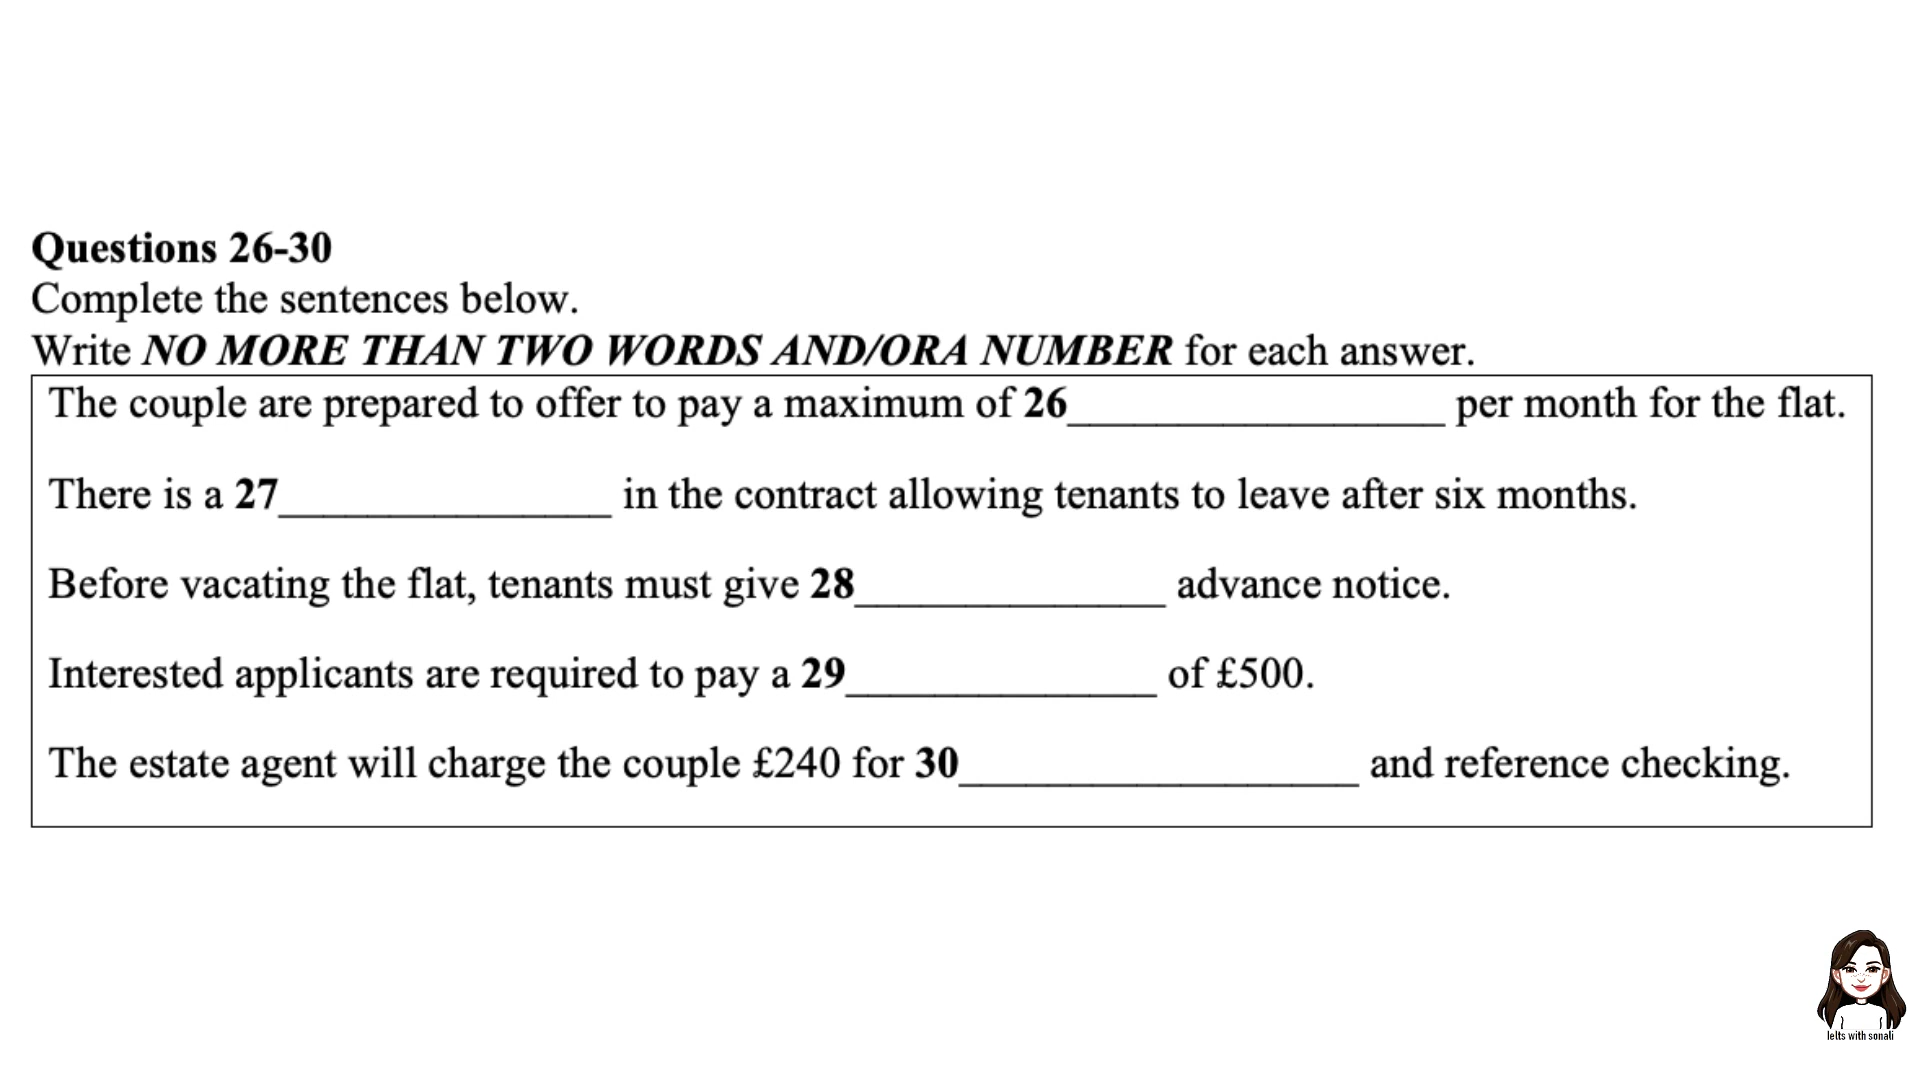 Questions 26-30
Complete the sentences below.
Write NO MORE THAN TWO WORDS AND/ORA NUMBER for each answer.
The couple are prepared to offer to pay a maximum of 26_________________ per month for the flat.
There is a 27_______________ in the contract allowing tenants to leave after six months.
Before vacating the flat, tenants must give 28______________ advance notice.
Interested applicants are required to pay a 29______________ of £500.
The estate agent will charge the couple £240 for 30__________________ and reference checking.
Ielts with sonali